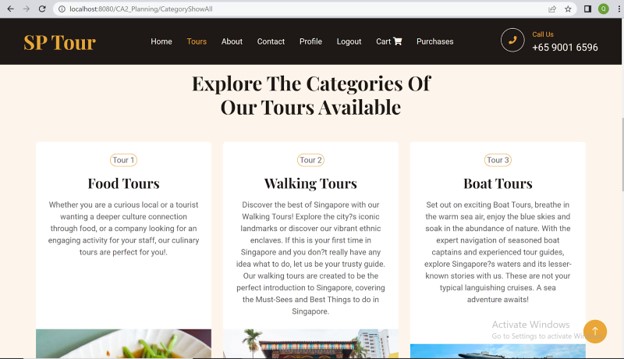 localhost:8080/CA2_Planning/CategoryShowAll
G
SP Tour
Home Tours About Contact Profile Logout Cart Purchases
Call Us
+65 9001 6596
Explore The Categories Of
Our Tours Available
Tour 1
Food Tours
Whether you are a curious local or a tourist
wanting a deeper culture connection
through food, or a company looking for an
engaging activity for your staff, our culinary
tours are perfect for you!.
Tour 2
Walking Tours
Discover the best of Singapore with our
Walking Tours! Explore the city?s iconic
landmarks or discover our vibrant ethnic
enclaves. If this is your first time in
Singapore and you don?t really have any
idea what to do, let us be your trusty guide.
Our walking tours are created to be the
perfect introduction to Singapore, covering
the Must-Sees and Best Things to do in
Singapore.
Tour 3
Boat Tours
Set out on exciting Boat Tours, breathe in
the warm sea air, enjoy the blue skies and
soak in the abundance of nature. With the
expert navigation of seasoned boat
captains and experienced tour guides,
explore Singapore?s waters and its lesser-
known stories with us. These are not your
typical languishing cruises. A sea
adventure awaits!
Activate Windows
Go to Settings to activate Win